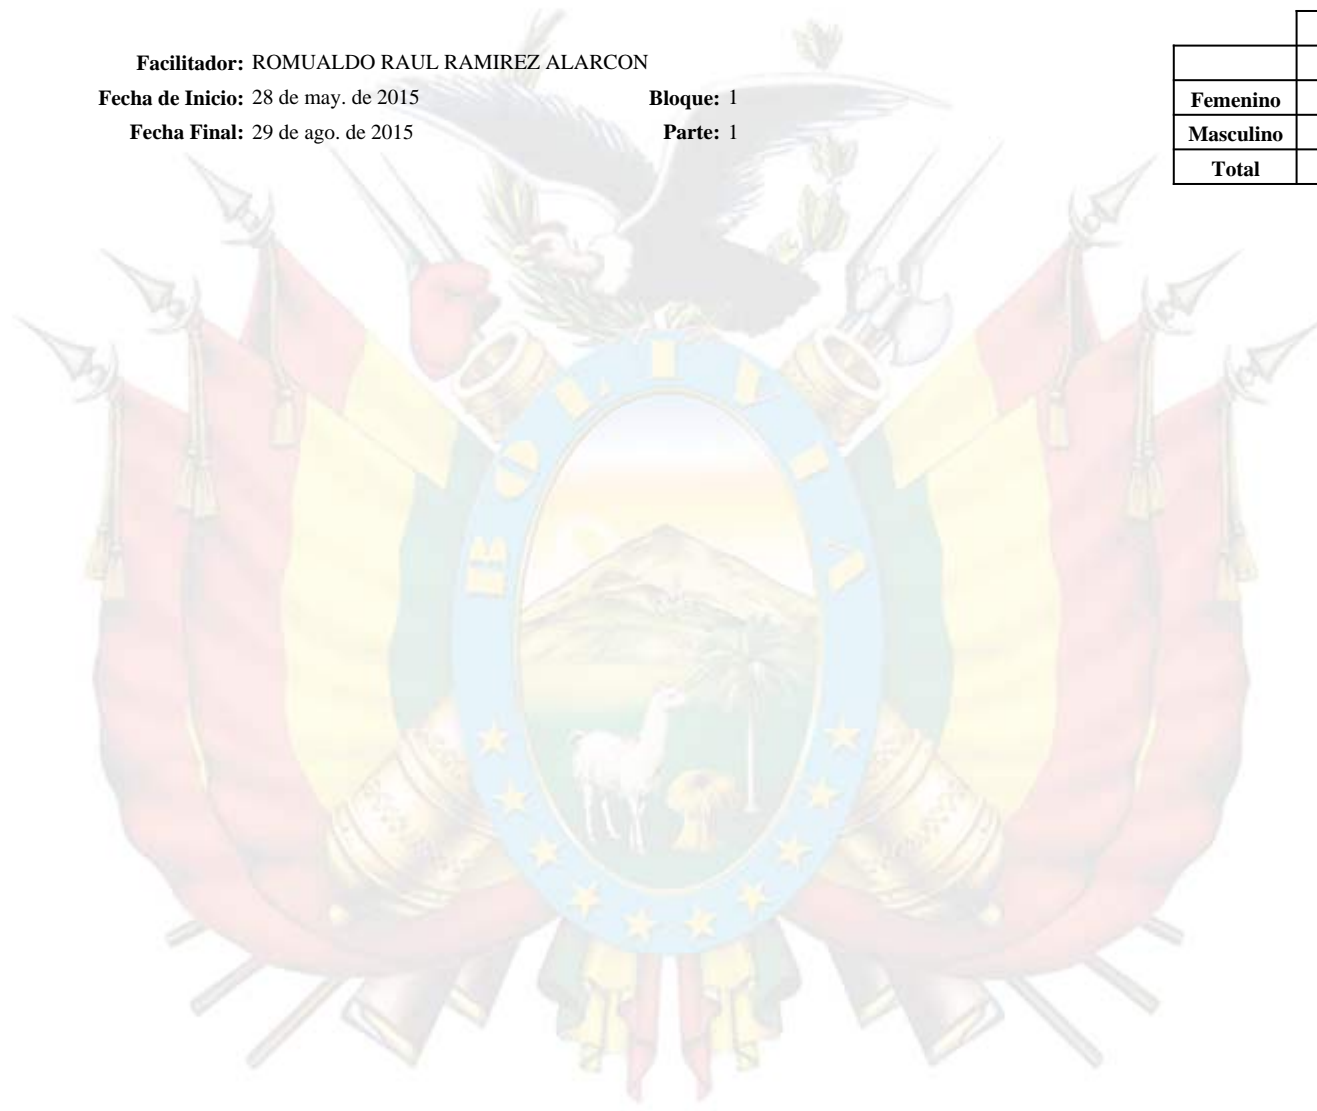 Facilitador: ROMUALDO RAUL RAMIREZ ALARCON
Fecha de Inicio: 28 de may. de 2015 Bloque: 1
Fecha Final: 29 de ago. de 2015 Parte: 1
Femenino
Masculino
Total
BOLIVIA